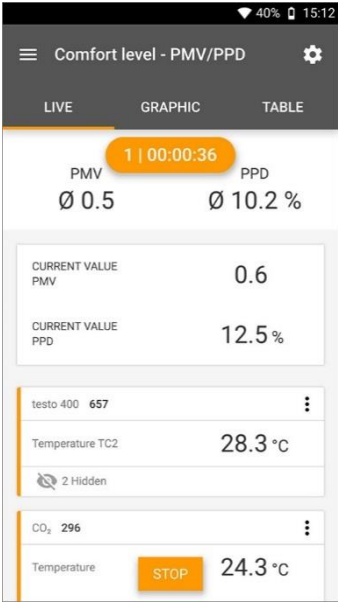 40% 15:12
Comfort level - PMV/PPD
LIVE GRAPHIC TABLE
1 | 00:00:36
PMV PPD
Ø 0.5 Ø 10.2 %
CURRENT VALUE
PMV 0.6
CURRENT VALUE
PPD 12.5 %
testo 400 657
Temperature TC2 28.3 °C
2 Hidden
CO₂ 296
Temperature STOP 24.3 °C